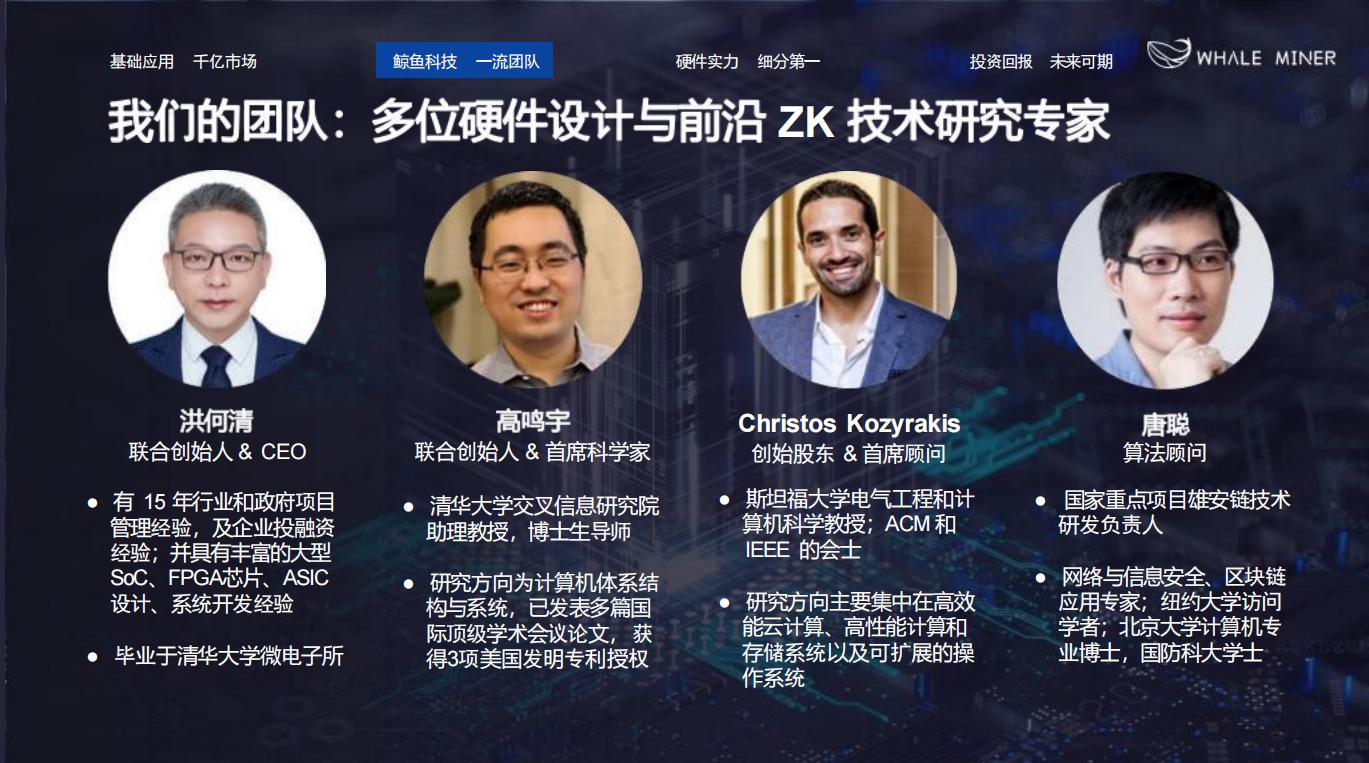 基础应用 千亿市场
鲸鱼科技 一流团队
硬件实力 细分第一
投资回报 未来可期
WHALE MINER
我们的团队：多位硬件设计与前沿 ZK 技术研究专家
洪何清
联合创始人 & CEO
● 有 15 年行业和政府项目
管理经验，及企业投融资
经验；并具有丰富的大型
SoC、FPGA芯片、ASIC
设计、系统开发经验
● 毕业于清华大学微电子所
高鸣宇
联合创始人 & 首席科学家
● 清华大学交叉信息研究院
助理教授，博士生导师
● 研究方向为计算机体系结
构与系统，已发表多篇国
际顶级学术会议论文，获
得3项美国发明专利授权
Christos Kozyrakis
创始股东 & 首席顾问
● 斯坦福大学电气工程和计
算机科学教授；ACM 和
IEEE 的会士
● 研究方向主要集中在高效
能云计算、高性能计算和
存储系统以及可扩展的操
作系统
唐聪
算法顾问
● 国家重点项目雄安链技术
研发负责人
● 网络与信息安全、区块链
应用专家；纽约大学访问
学者；北京大学计算机专
业博士，国防科大学士